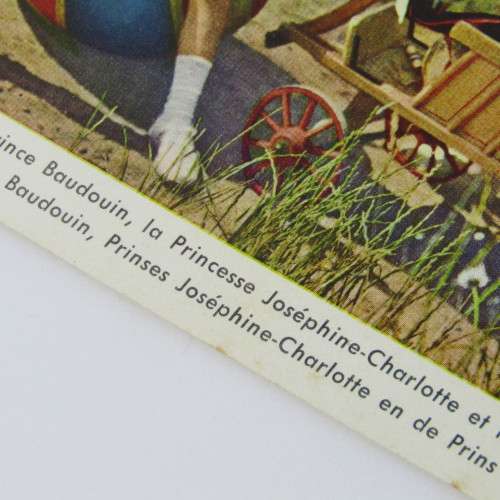 ince Baudouin, la Princesse Joséphine-Charlotte et
Baudouin, Prinses Joséphine-Charlotte en de Prins